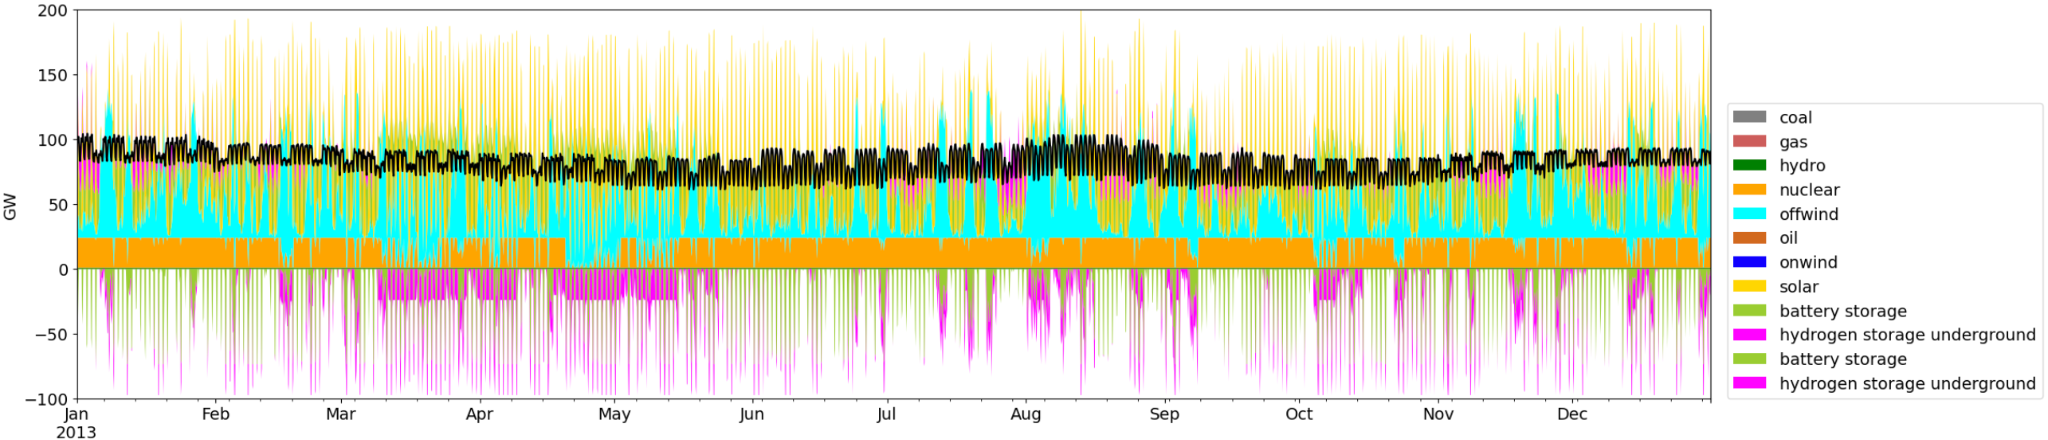 200
150
100
50
0
−50
−100
GW
Jan
2013
Feb
Mar
Apr
May
Jun
Jul
Aug
Sep
Oct
Nov
Dec
coal
gas
hydro
nuclear
offwind
oil
onwind
solar
battery storage
hydrogen storage underground
battery storage
hydrogen storage underground